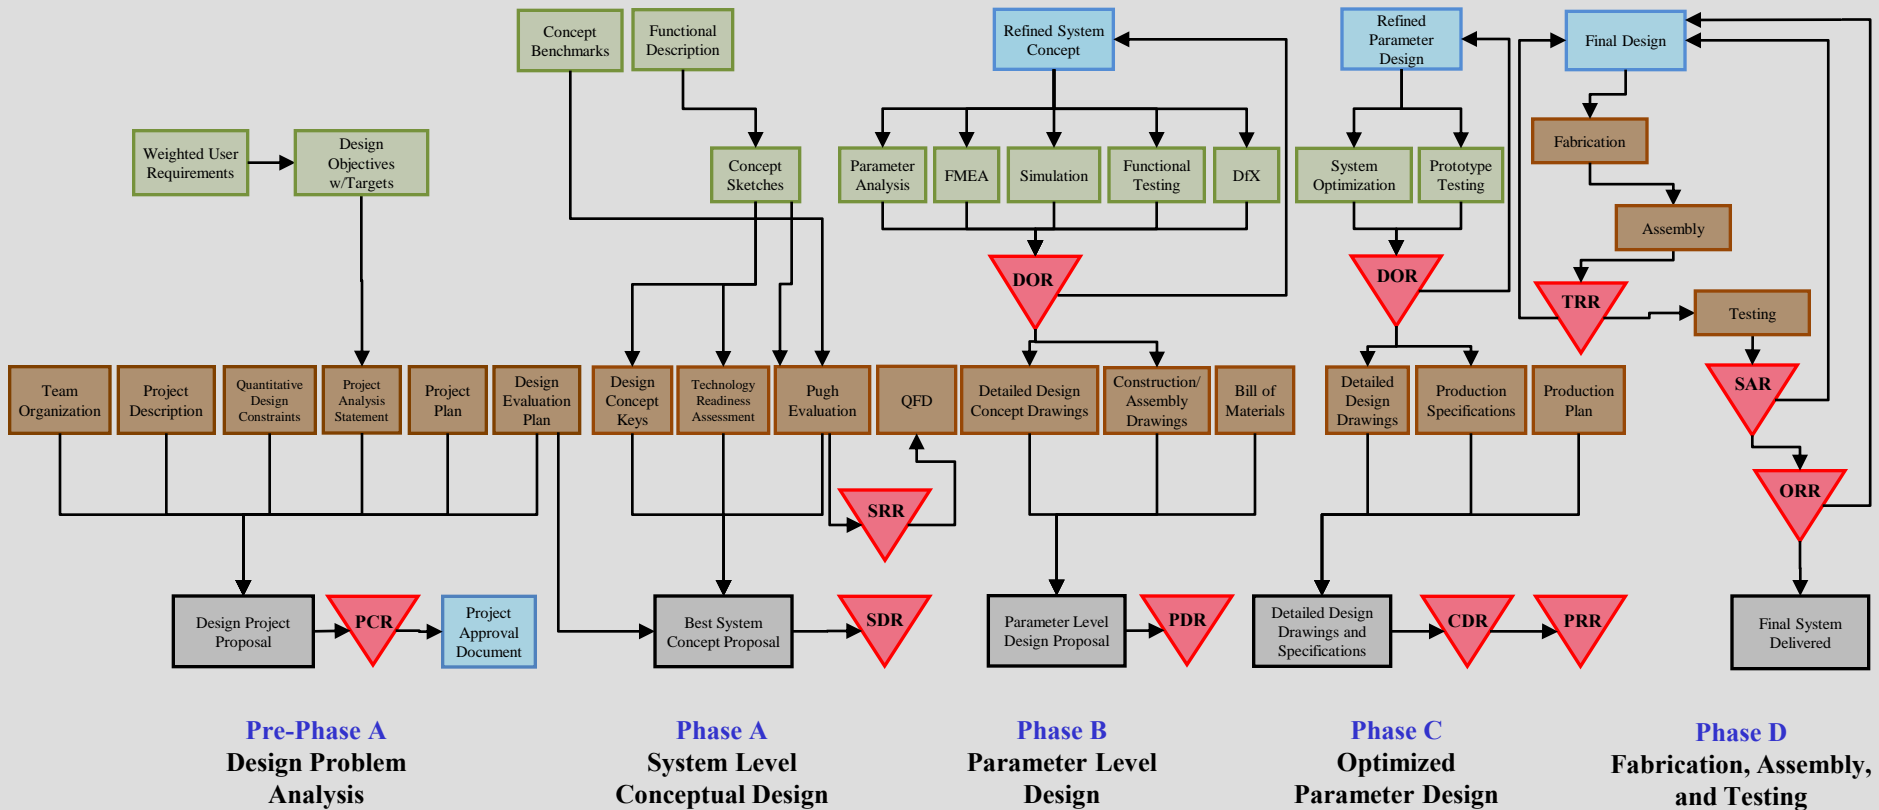 Concept
Benchmarks
Functional
Description
Refined System
Concept
Refined
Parameter
Design
Final Design
Weighted User
Requirements
Design
Objectives
w/Targets
Concept
Sketches
Parameter
Analysis
FMEA
Simulation
Functional
Testing
DfX
System
Optimization
Prototype
Testing
Fabrication
Assembly
DOR
DOR
TRR
Testing
Team
Organization
Project
Description
Quantitative
Design
Constraints
Project
Analysis
Statement
Project
Plan
Design
Evaluation
Plan
Design
Concept
Keys
Technology
Readiness
Assessment
Pugh
Evaluation
QFD
Detailed Design
Concept Drawings
Construction/
Assembly
Drawings
Bill of
Materials
Detailed
Design
Drawings
Production
Specifications
Production
Plan
SAR
SRR
ORR
Design Project
Proposal
PCR
Project
Approval
Document
Best System
Concept Proposal
SDR
Parameter Level
Design Proposal
PDR
Detailed Design
Drawings and
Specifications
CDR
PRR
Final System
Delivered
Pre-Phase A
Design Problem
Analysis
Phase A
System Level
Conceptual Design
Phase B
Parameter Level
Design
Phase C
Optimized
Parameter Design
Phase D
Fabrication, Assembly,
and Testing